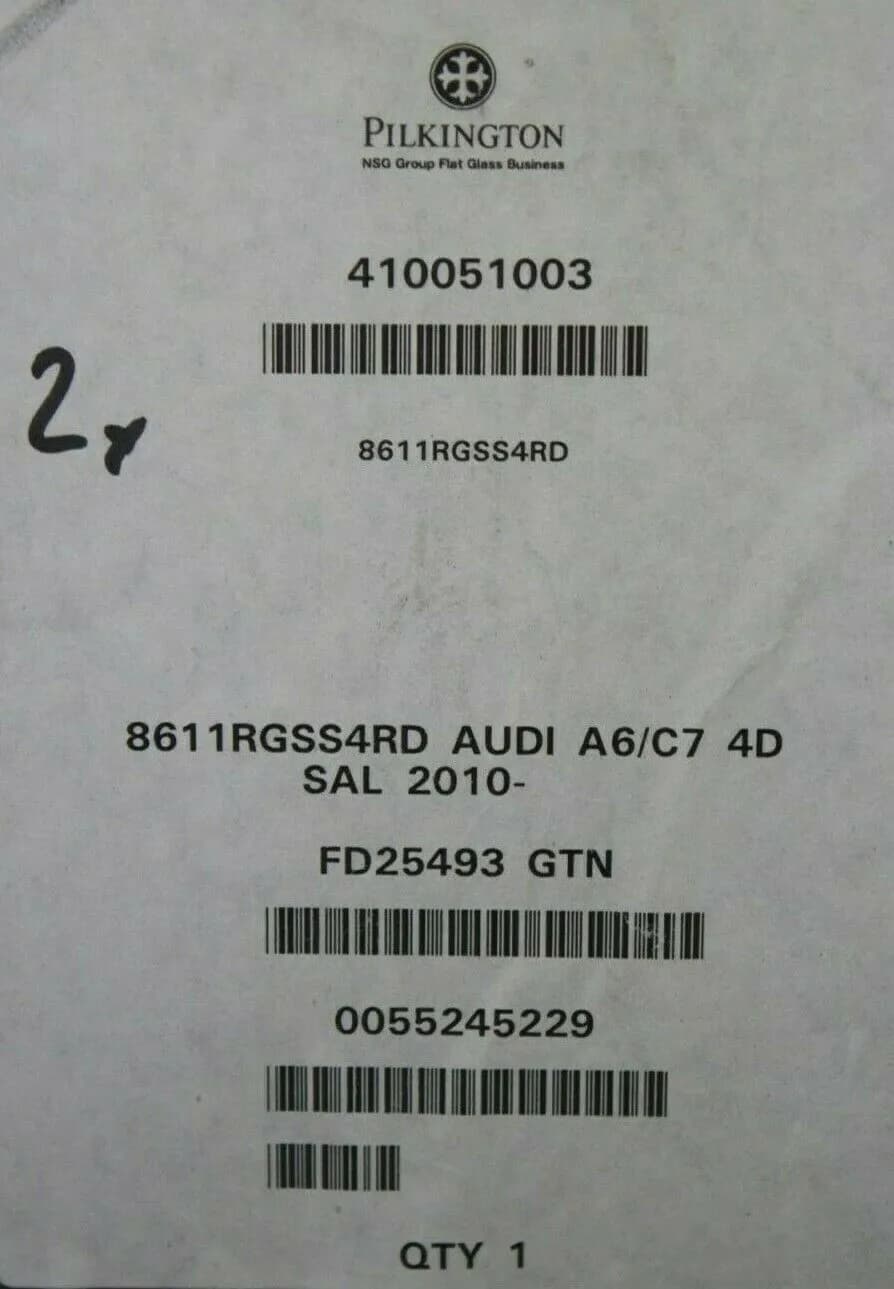 PILKINGTON
NSG Group Flat Glass Business
410051003
2x
8611RGSS4RD
8611RGSS4RD AUDI A6/C7 4D
SAL 2010-
FD25493 GTN
0055245229
QTY 1